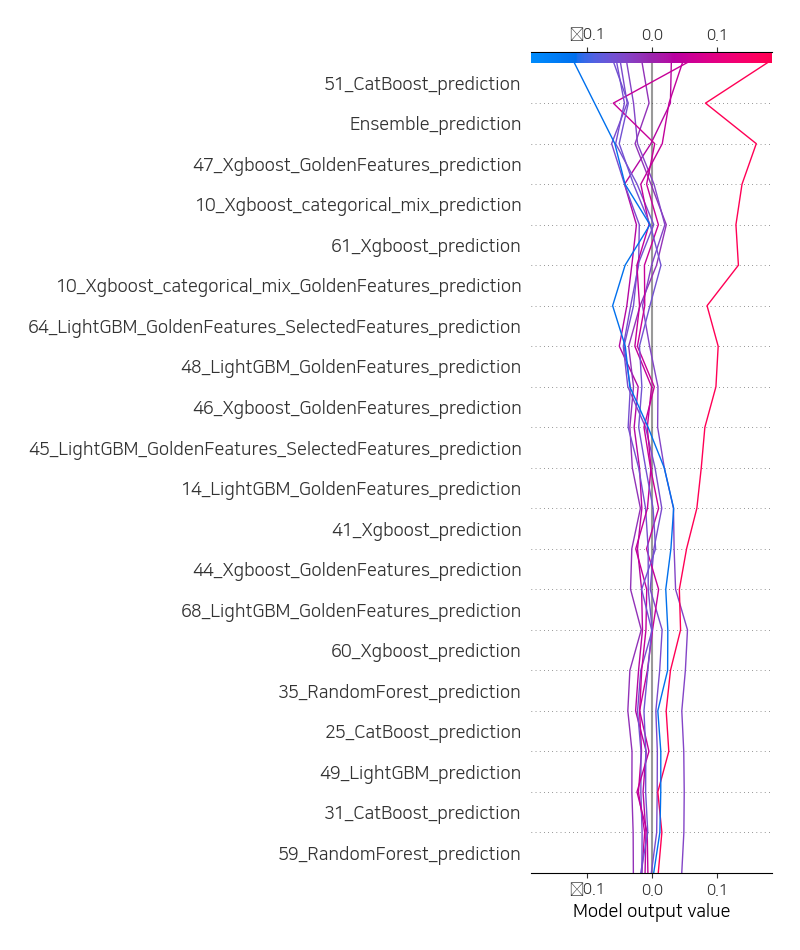 ▯0.1 0.0 0.1
51_CatBoost_prediction
Ensemble_prediction
47_Xgboost_GoldenFeatures_prediction
10_Xgboost_categorical_mix_prediction
61_Xgboost_prediction
10_Xgboost_categorical_mix_GoldenFeatures_prediction
64_LightGBM_GoldenFeatures_SelectedFeatures_prediction
48_LightGBM_GoldenFeatures_prediction
46_Xgboost_GoldenFeatures_prediction
45_LightGBM_GoldenFeatures_SelectedFeatures_prediction
14_LightGBM_GoldenFeatures_prediction
41_Xgboost_prediction
44_Xgboost_GoldenFeatures_prediction
68_LightGBM_GoldenFeatures_prediction
60_Xgboost_prediction
35_RandomForest_prediction
25_CatBoost_prediction
49_LightGBM_prediction
31_CatBoost_prediction
59_RandomForest_prediction
▯0.1 0.0 0.1
Model output value